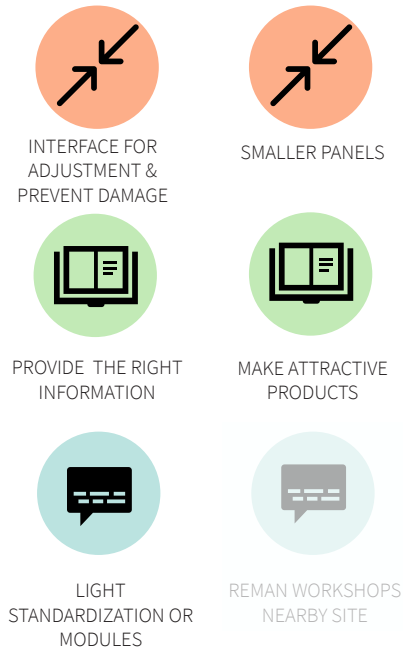 INTERFACE FOR
ADJUSTMENT &
PREVENT DAMAGE
SMALLER PANELS
PROVIDE THE RIGHT
INFORMATION
MAKE ATTRACTIVE
PRODUCTS
LIGHT
STANDARDIZATION OR
MODULES
REMAN WORKSHOPS
NEARBY SITE